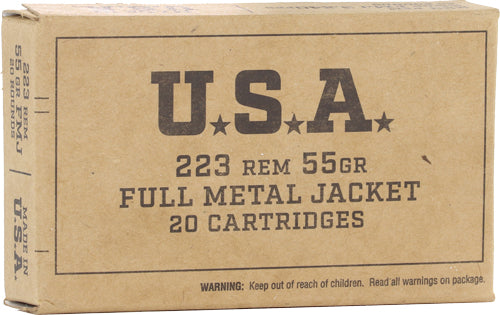 U.S.A.
223 REM 55GR
FULL METAL JACKET
20 CARTRIDGES
WARNING: Keep out of reach of children. Read all warnings on package.
223 REM
55 GR FMJ
20 ROUNDS
MADE IN
U.S.A.